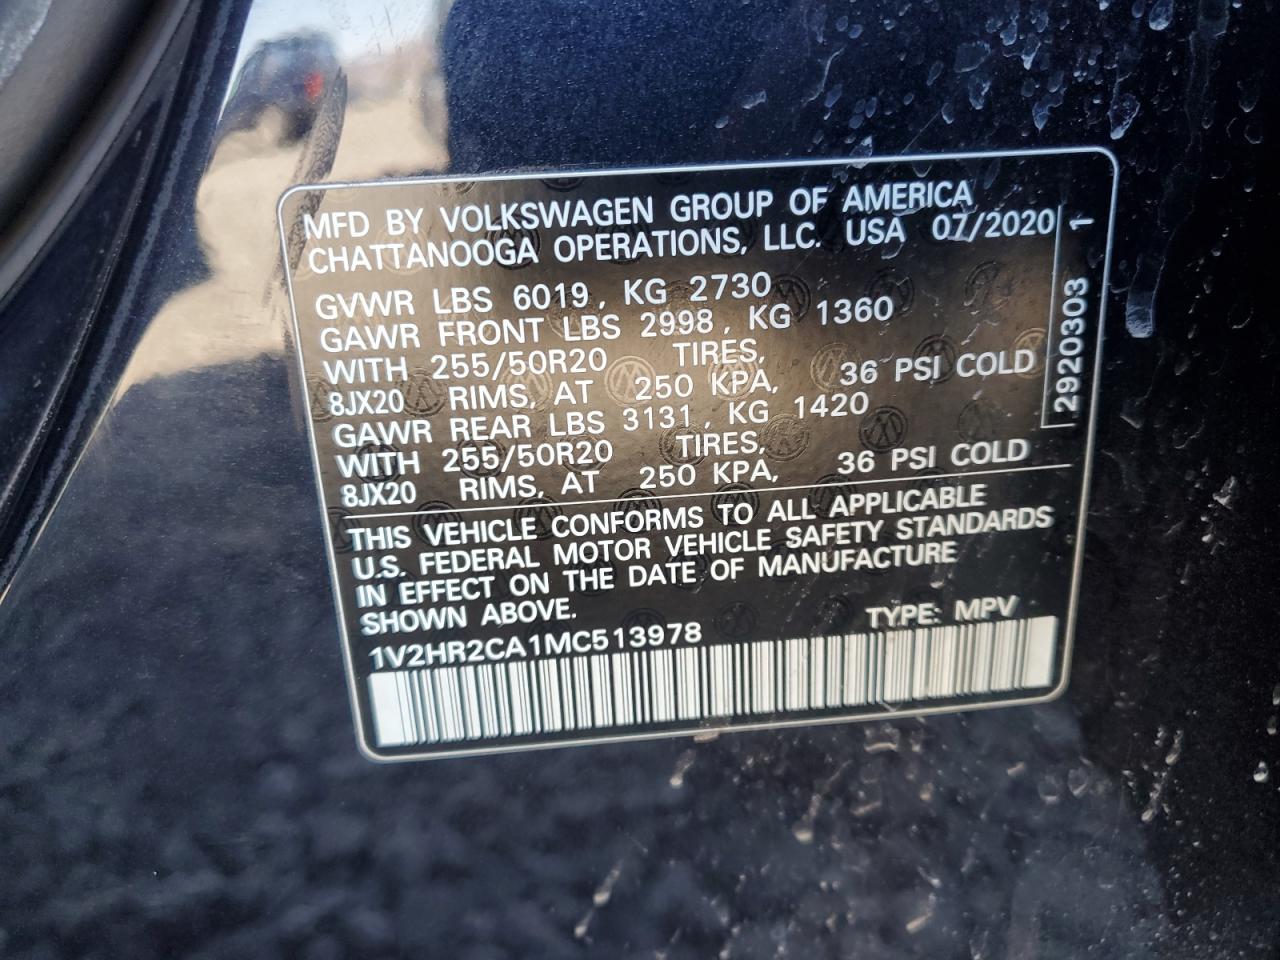 MFD BY VOLKSWAGEN GROUP OF AMERICA
CHATTANOOGA OPERATIONS, LLC. USA 07/2020
GVWR LBS 6019, KG 2730
GAWR FRONT LBS 2998, KG 1360
WITH 255/50R20 TIRES,
8JX20 RIMS, AT 250 KPA, 36 PSI COLD
GAWR REAR LBS 3131, KG 1420
WITH 255/50R20 TIRES,
8JX20 RIMS, AT 250 KPA, 36 PSI COLD
2920303 1
THIS VEHICLE CONFORMS TO ALL APPLICABLE
U.S. FEDERAL MOTOR VEHICLE SAFETY STANDARDS
IN EFFECT ON THE DATE OF MANUFACTURE
SHOWN ABOVE.
TYPE: MPV
1V2HR2CA1MC513978